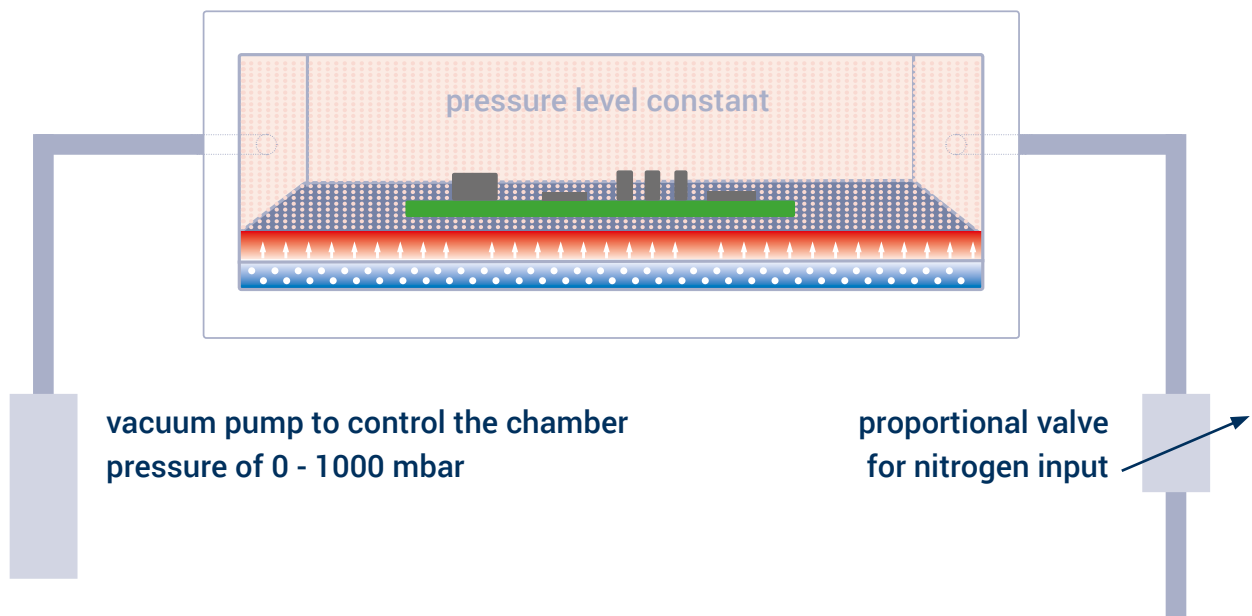 pressure level constant
vacuum pump to control the chamber
pressure of 0 - 1000 mbar
proportional valve
for nitrogen input